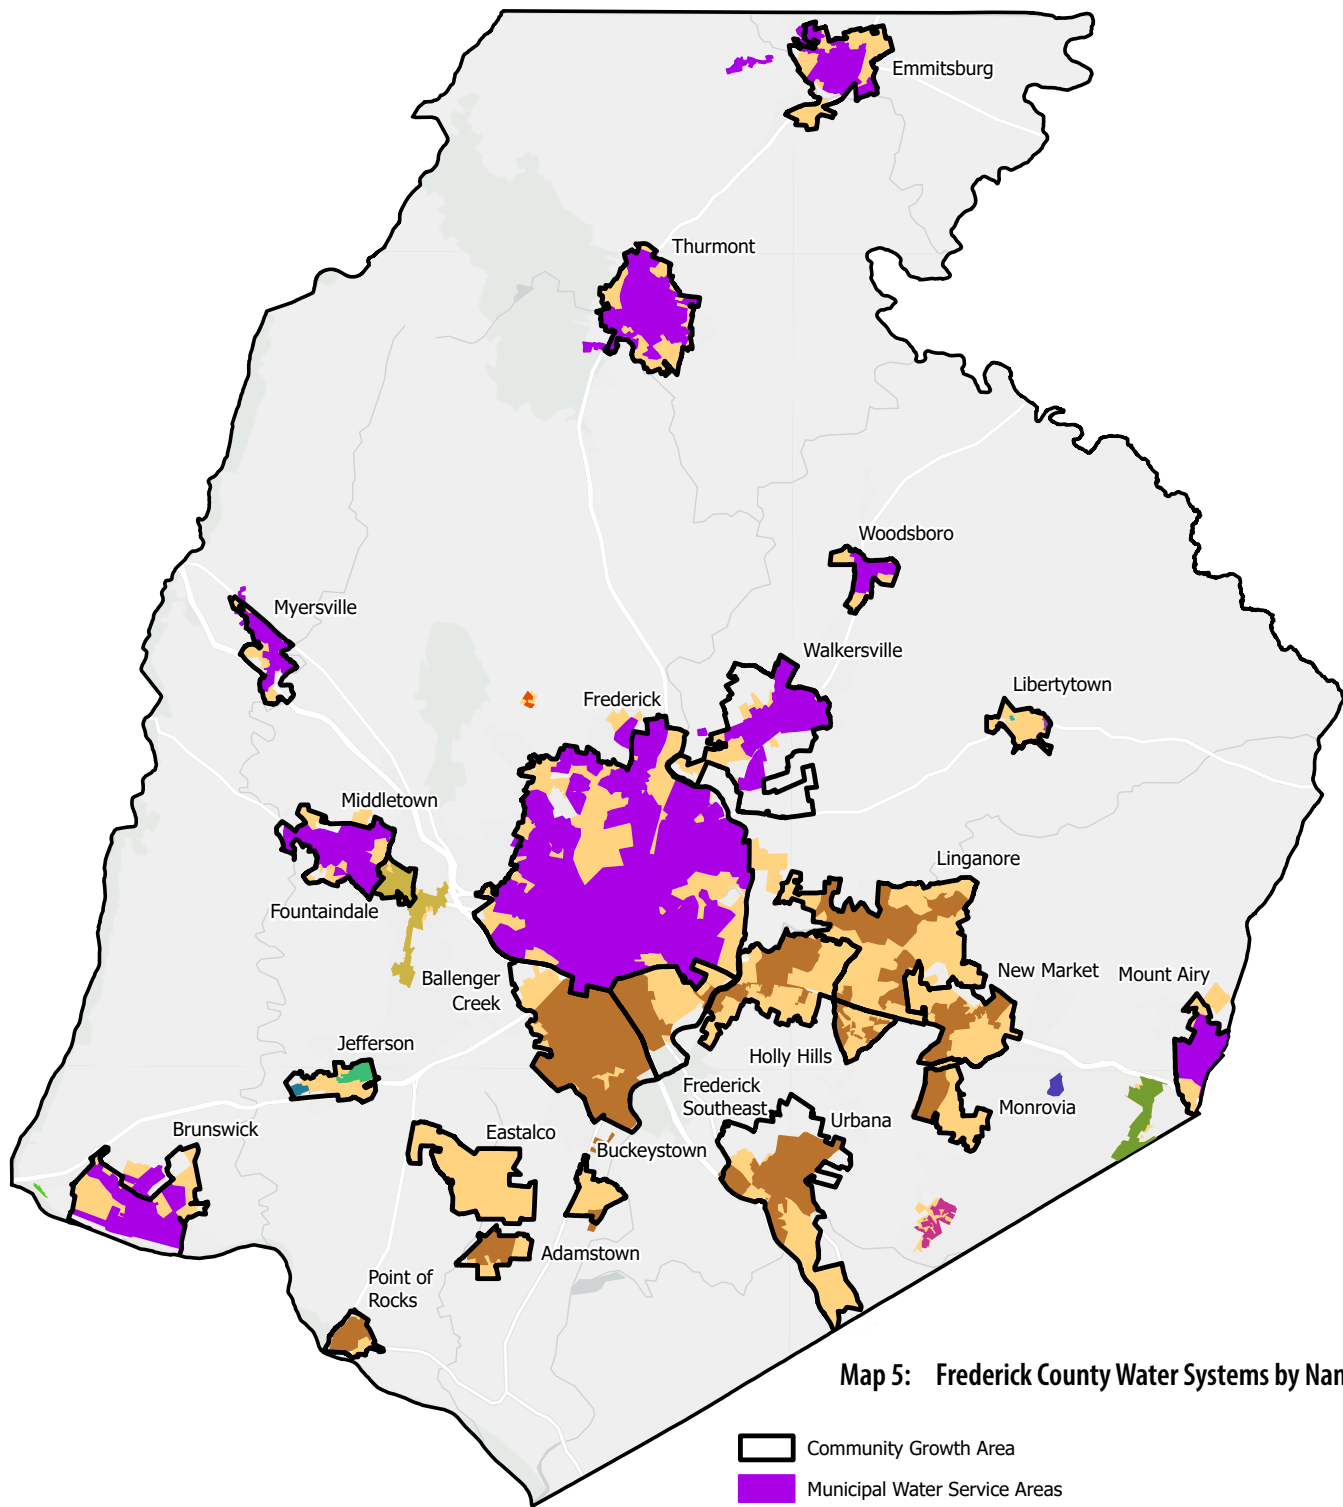 Emmitsburg
Thurmont
Woodsboro
Myersville
Walkersville
Libertytown
Frederick
Middletown
Linganore
Fountaindale
Ballenger
Creek
New Market
Mount Airy
Jefferson
Holly Hills
Frederick
Southeast
Monrovia
Brunswick
Eastalco
Buckeystown
Urbana
Adamstown
Point of
Rocks
Map 5: Frederick County Water Systems by Nam
Community Growth Area
Municipal Water Service Areas